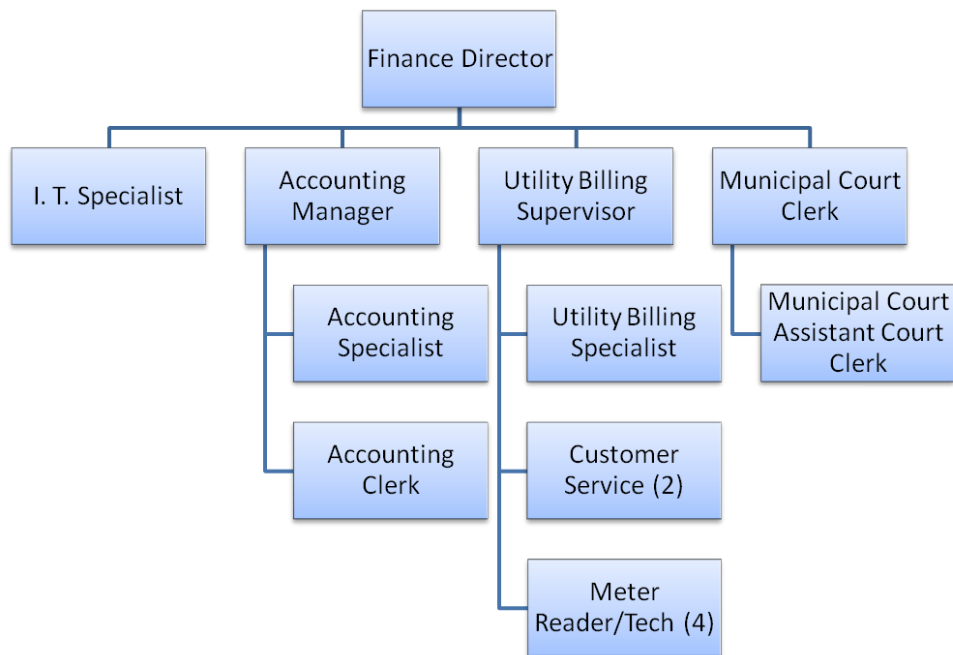 Finance Director
I. T. Specialist
Accounting
Manager
Utility Billing
Supervisor
Municipal Court
Clerk
Accounting
Specialist
Utility Billing
Specialist
Municipal Court
Assistant Court
Clerk
Accounting
Clerk
Customer
Service (2)
Meter
Reader/Tech (4)